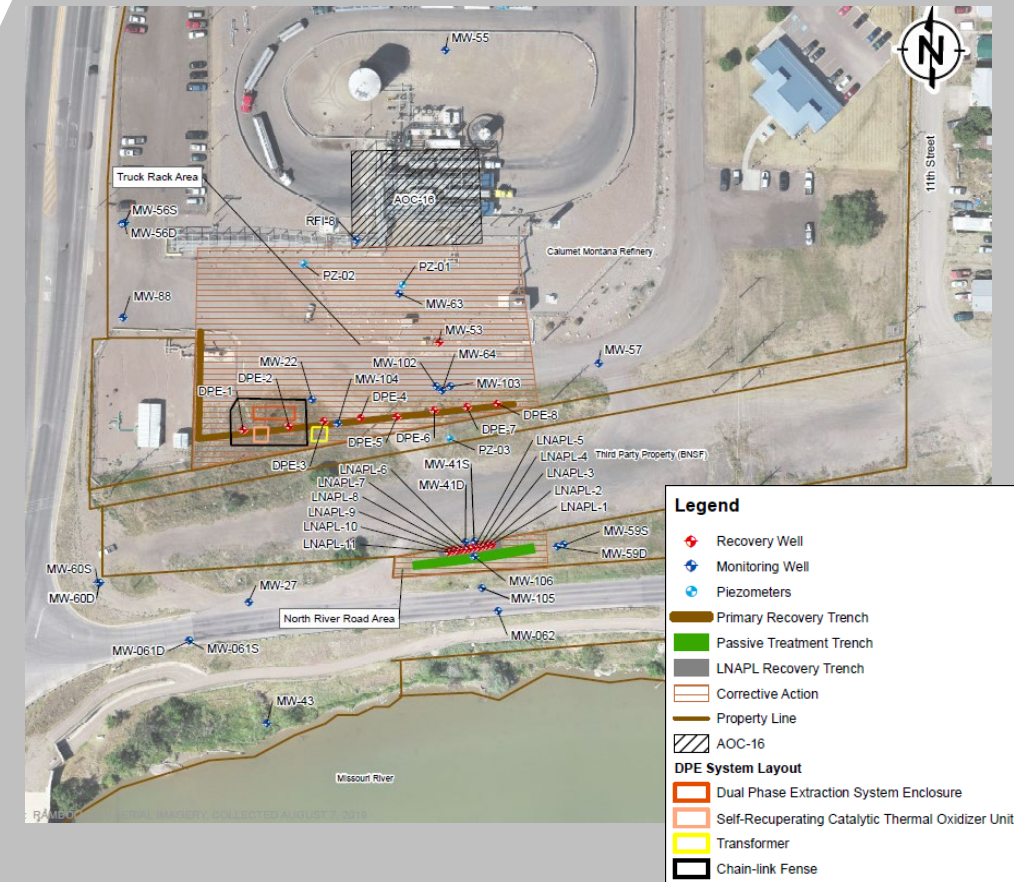 MW-55
N
11th Street
Truck Rack Area
AOC-16
MW-56S
MW-56D
RFI-8
Calumet Montana Refinery
PZ-02
PZ-01
MW-88
MW-63
MW-53
MW-22
MW-102
MW-64
MW-57
DPE-2
MW-104
MW-103
DPE-1
DPE-4
DPE-8
DPE-5
DPE-6
DPE-7
PZ-03
DPE-3
LNAPL-5
LNAPL-6
MW-41S
LNAPL-4
Third Party Property (BNSF)
LNAPL-7
MW-41D
LNAPL-3
LNAPL-8
LNAPL-2
LNAPL-9
LNAPL-1
LNAPL-10
LNAPL-11
MW-59S
MW-59D
MW-60S
MW-60D
MW-27
MW-106
MW-105
North River Road Area
MW-062
MW-061D
MW-061S
MW-43
Missouri River
AERIAL IMAGERY, COLLECTED AUGUST 7, 2019
Legend
Recovery Well
Monitoring Well
Piezometers
Primary Recovery Trench
Passive Treatment Trench
LNAPL Recovery Trench
Corrective Action
Property Line
AOC-16
DPE System Layout
Dual Phase Extraction System Enclosure
Self-Recuperating Catalytic Thermal Oxidizer Unit
Transformer
Chain-link Fense